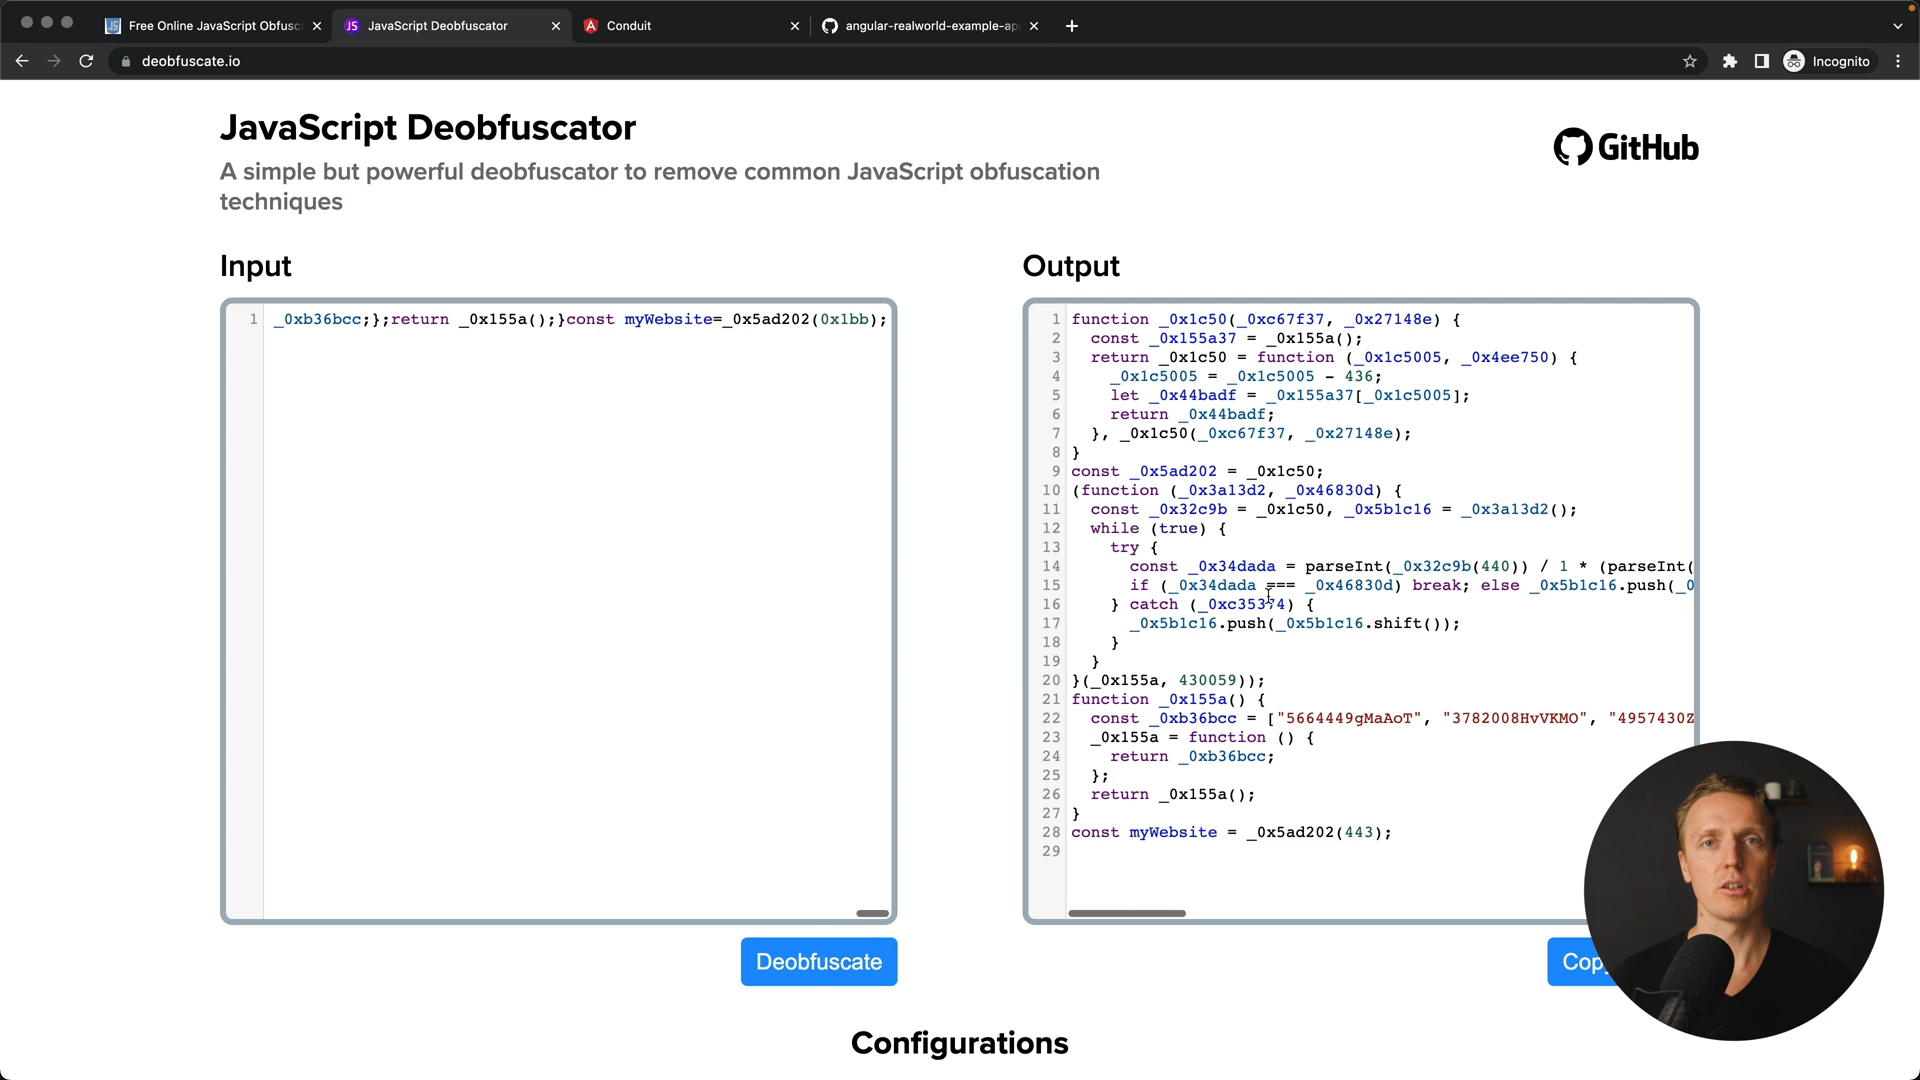 Free Online JavaScript Obfusc
JavaScript Deobfuscator
Conduit
angular-realworld-example-ap
deobfuscate.io
Incognito
JavaScript Deobfuscator
A simple but powerful deobfuscator to remove common JavaScript obfuscation
techniques
GitHub
Input
1 _0xb36bcc;};return _0x155a();}const myWebsite=_0x5ad202(0x1bb);
Deobfuscate
Output
1 function _0x1c50(_0xc67f37, _0x27148e) {
2 const _0x155a37 = _0x155a();
3 return _0x1c50 = function (_0x1c5005, _0x4ee750) {
4 _0x1c5005 = _0x1c5005 - 436;
5 let _0x44badf = _0x155a37[_0x1c5005];
6 return _0x44badf;
7 }, _0x1c50(_0xc67f37, _0x27148e);
8 }
9 const _0x5ad202 = _0x1c50;
10 (function (_0x3a13d2, _0x46830d) {
11 const _0x32c9b = _0x1c50, _0x5b1c16 = _0x3a13d2();
12 while (true) {
13 try {
14 const _0x34dada = parseInt(_0x32c9b(440)) / 1 * (parseInt(
15 if (_0x34dada === _0x46830d) break; else _0x5b1c16.push(_0
16 } catch (_0xc35374) {
17 _0x5b1c16.push(_0x5b1c16.shift());
18 }
19 }
20 }(_0x155a, 430059));
21 function _0x155a() {
22 const _0xb36bcc = ["5664449gMaAoT", "3782008HvVKMO", "4957430Z
23 _0x155a = function () {
24 return _0xb36bcc;
25 };
26 return _0x155a();
27 }
28 const myWebsite = _0x5ad202(443);
29
Cop
Configurations